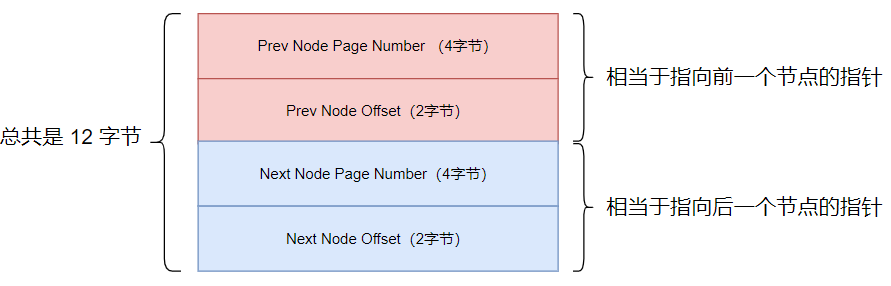 Prev Node Page Number （4字节）
Prev Node Offset（2字节）
Next Node Page Number（4字节）
Next Node Offset（2字节）
总共是 12 字节
相当于指向前一个节点的指针
相当于指向后一个节点的指针